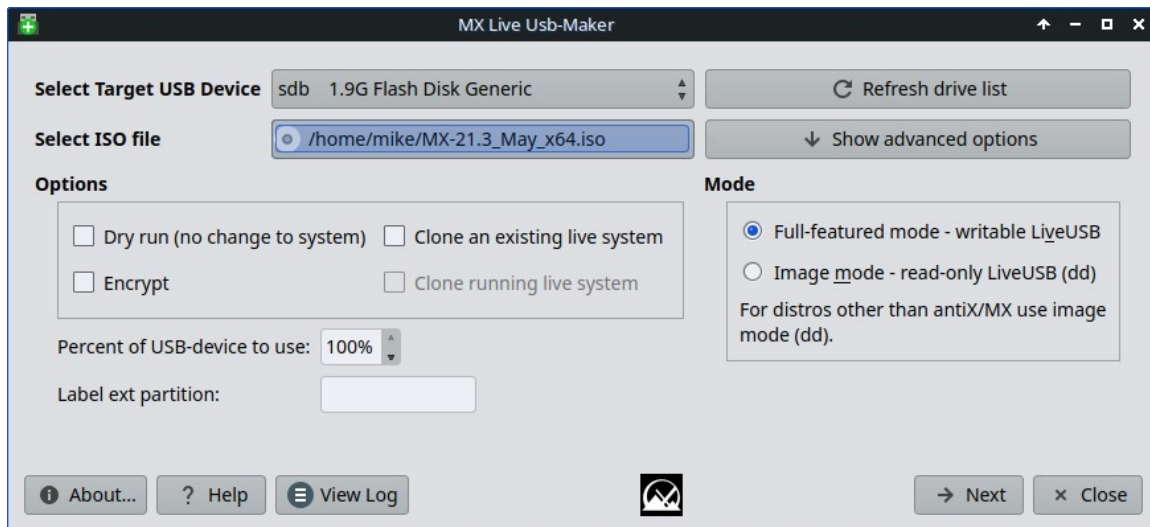 MX Live Usb-Maker
Select Target USB Device sdb 1.9G Flash Disk Generic Refresh drive list
Select ISO file /home/mike/MX-21.3_May_x64.iso Show advanced options
Options Mode
Dry run (no change to system) Clone an existing live system Full-featured mode - writable LiveUSB
Encrypt Clone running live system Image mode - read-only LiveUSB (dd)
For distros other than antiX/MX use image
mode (dd).
Percent of USB-device to use: 100%
Label ext partition:
About... ? Help View Log Next Close